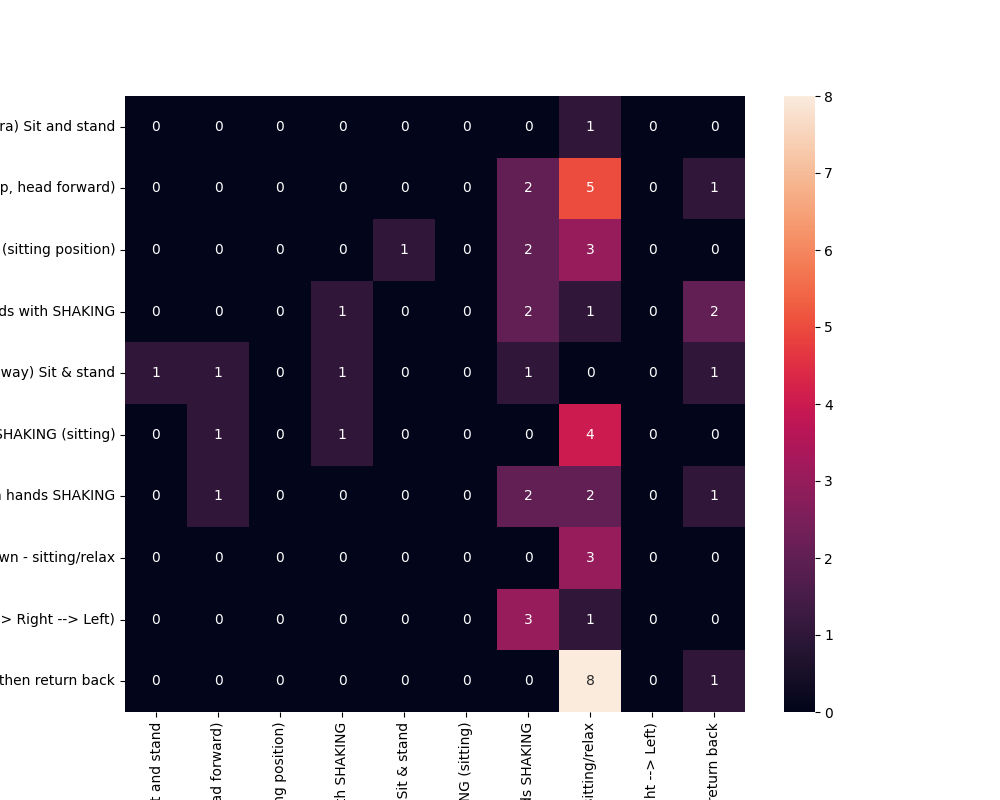 ra) Sit and stand 0 0 0 0 0 0 0 1 0 0
p, head forward) 0 0 0 0 0 0 2 5 0 1
(sitting position) 0 0 0 0 1 0 2 3 0 0
ds with SHAKING 0 0 0 1 0 0 2 1 0 2
way) Sit & stand 1 1 0 1 0 0 1 0 0 1
SHAKING (sitting) 0 1 0 1 0 0 0 4 0 0
hands SHAKING 0 1 0 0 0 0 2 2 0 1
wn - sitting/relax 0 0 0 0 0 0 0 3 0 0
> Right --> Left) 0 0 0 0 0 0 3 1 0 0
then return back 0 0 0 0 0 0 0 8 0 1
t and stand
ad forward)
ng position)
th SHAKING
Sit & stand
NG (sitting)
ds SHAKING
sitting/relax
ht --> Left)
return back
8
7
6
5
4
3
2
1
0